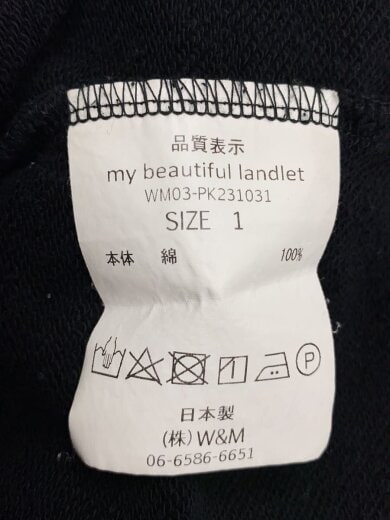 品質表示
my beautiful landlet
WM03-PK231031
SIZE 1
本体 綿 100%
P
日本製
(株) W&M
06-6586-6651